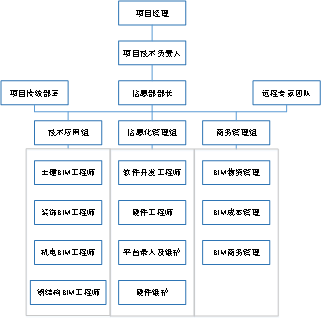 项目经理
项目技术负责人
项目技效部署
信息部部长
远程专家团队
技术应用组
信息化管理组
商务管理组
土建BIM工程师
软件开发工程师
BIM物资管理
装饰BIM工程师
硬件工程师
BIM成本管理
机电BIM工程师
平台录入及维护
BIM商务管理
钢结构BIM工程师
硬件维护